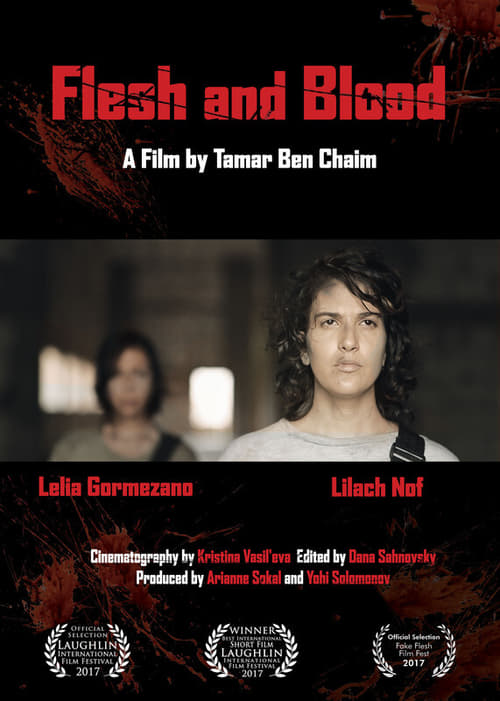 Flesh and Blood
A Film by Tamar Ben Chaim
Lelia Gormezano
Lilach Nof
Cinematography by Kristina Vasil'eva Edited by Dana Sahnovsky
Produced by Arianne Sokal and Yohi Solomonov
OFFICIAL
SELECTION
LAUGHLIN
INTERNATIONAL
FILM FESTIVAL
2017
WINNER
BEST INTERNATIONAL
SHORT FILM
LAUGHLIN
INTERNATIONAL
FILM FESTIVAL
2017
Official Selection
Fake Flesh
Film Fest
2017